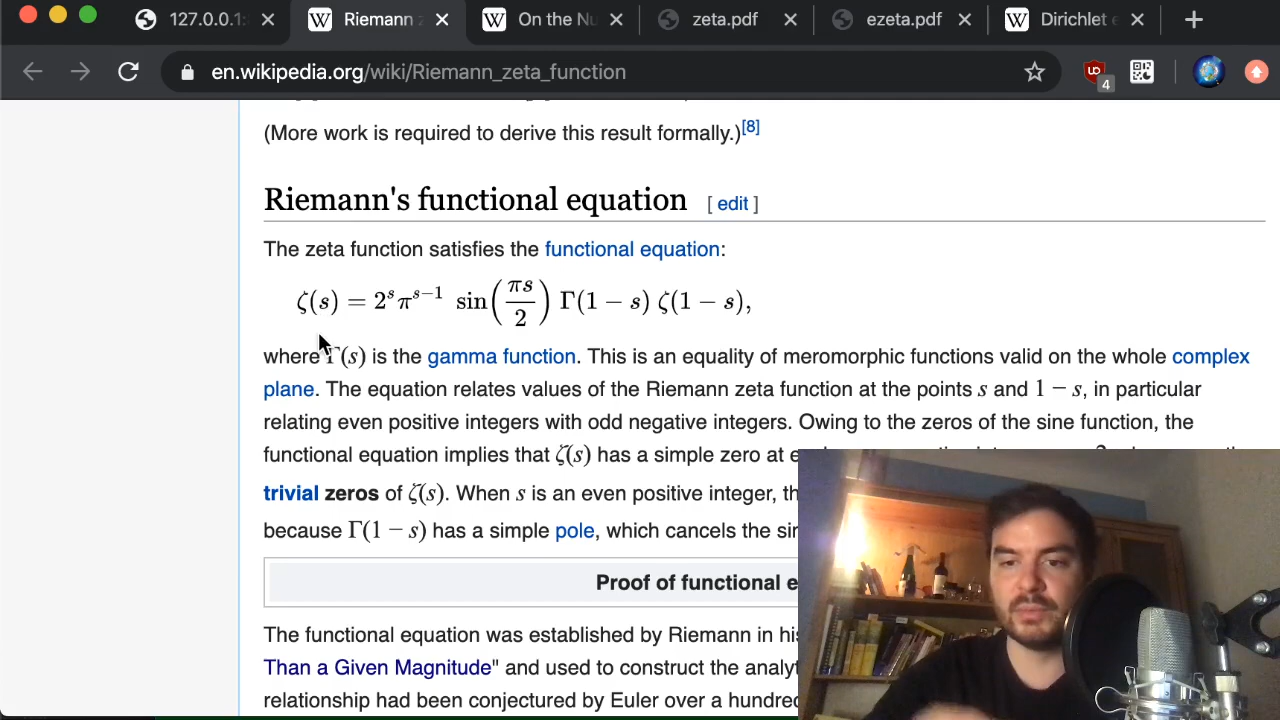 127.0.0.1:
Riemann z
On the Nu
zeta.pdf
ezeta.pdf
Dirichlet e
en.wikipedia.org/wiki/Riemann_zeta_function
4
(More work is required to derive this result formally.)[8]
Riemann's functional equation [ edit ]
The zeta function satisfies the functional equation:
ζ(s) = 2^s π^{s−1} sin(πs/2) Γ(1 − s) ζ(1 − s),
where Γ(s) is the gamma function. This is an equality of meromorphic functions valid on the whole complex
plane. The equation relates values of the Riemann zeta function at the points s and 1 − s, in particular
relating even positive integers with odd negative integers. Owing to the zeros of the sine function, the
functional equation implies that ζ(s) has a simple zero at
trivial zeros of ζ(s). When s is an even positive integer,
because Γ(1 − s) has a simple pole, which cancels the
Proof of functional
The functional equation was established by Riemann in
Than a Given Magnitude" and used to construct the
relationship had been conjectured by Euler over a